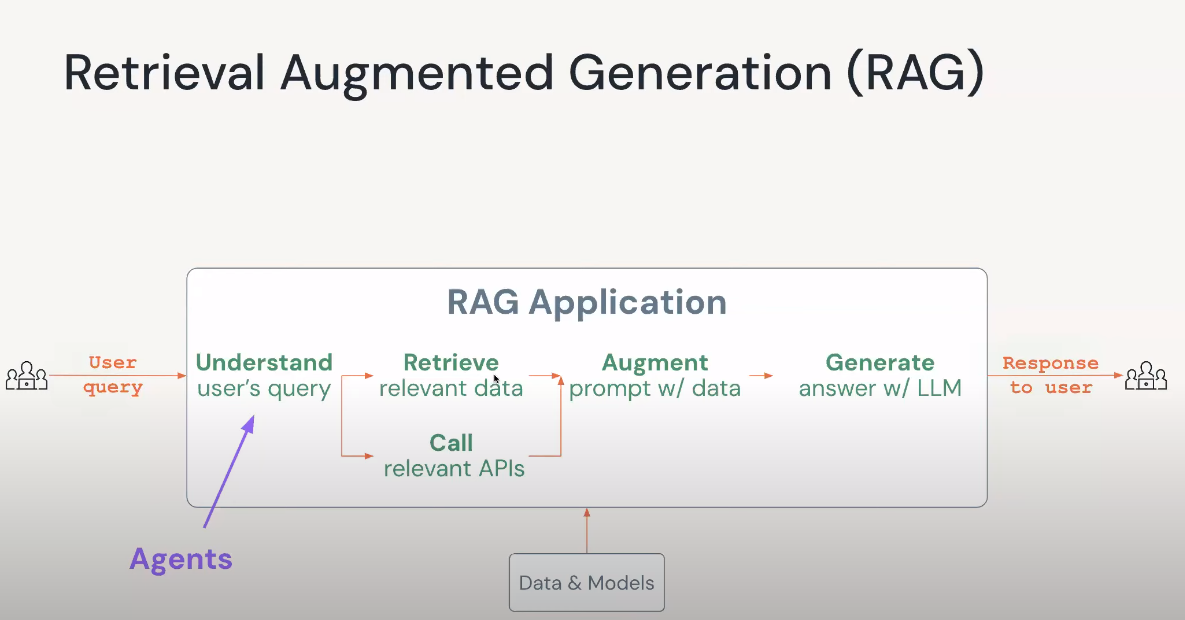 Retrieval Augmented Generation (RAG)
RAG Application
User
query
Understand
user's query
Retrieve
relevant data
Call
relevant APIs
Augment
prompt w/ data
Generate
answer w/ LLM
Response
to user
Agents
Data & Models